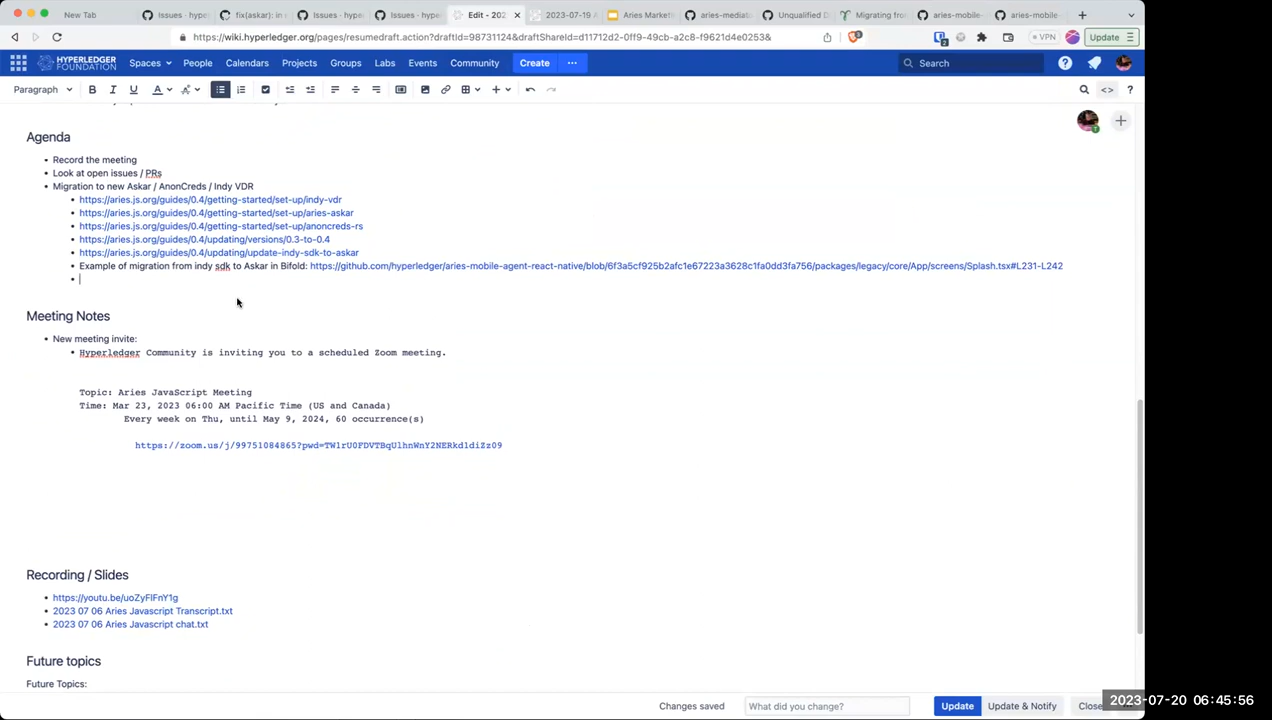 New Tab
Issues · hype
fix(askar): in
Issues · hype
Issues · hype
Edit - 202
2023-07-19 A
Aries Marketi
aries-mediat
Unqualified D
Migrating fro
aries-mobile-
aries-mobile-
https://wiki.hyperledger.org/pages/resumedraft.action?draftId=98731124&draftShareId=d11712d2-0ff9-49cb-a2c8-f9621d4e0253&
2
VPN
Update
HYPERLEDGER FOUNDATION
Spaces
People
Calendars
Projects
Groups
Labs
Events
Community
Create
Search
Paragraph
B I U A
Agenda
• Record the meeting
• Look at open issues / PRs
• Migration to new Askar / AnonCreds / Indy VDR
• https://aries.js.org/guides/0.4/getting-started/set-up/indy-vdr
• https://aries.js.org/guides/0.4/getting-started/set-up/aries-askar
• https://aries.js.org/guides/0.4/getting-started/set-up/anoncreds-rs
• https://aries.js.org/guides/0.4/updating/versions/0.3-to-0.4
• https://aries.js.org/guides/0.4/updating/update-indy-sdk-to-askar
• Example of migration from indy sdk to Askar in Bifold: https://github.com/hyperledger/aries-mobile-agent-react-native/blob/6f3a5cf925b2afc1e67223a3628c1fa0dd3fa756/packages/legacy/core/App/screens/Splash.tsx#L231-L242
Meeting Notes
• New meeting invite:
• Hyperledger Community is inviting you to a scheduled Zoom meeting.
Topic: Aries JavaScript Meeting
Time: Mar 23, 2023 06:00 AM Pacific Time (US and Canada)
Every week on Thu, until May 9, 2024, 60 occurrence(s)
https://zoom.us/j/99751084865?pwd=TW1rU0FDVTBqUlhnWnY2NERkd1diZz09
Recording / Slides
• https://youtu.be/uoZyFlFnY1g
• 2023 07 06 Aries Javascript Transcript.txt
• 2023 07 06 Aries Javascript chat.txt
Future topics
Future Topics:
Changes saved
What did you change?
Update
Update & Notify
Close
2023-07-20 06:45:56